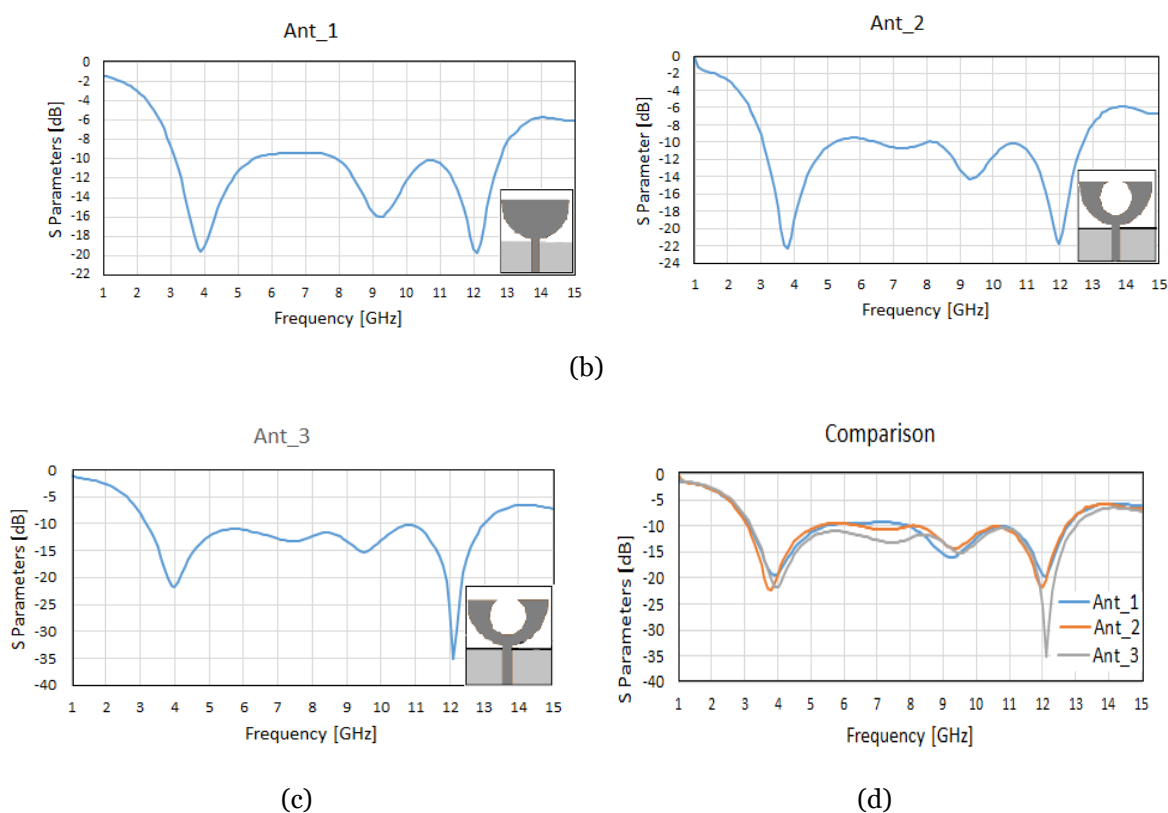 Ant_1
S Parameters [dB]
0
-2
-4
-6
-8
-10
-12
-14
-16
-18
-20
-22
1 2 3 4 5 6 7 8 9 10 11 12 13 14 15
Frequency [GHz]
Ant_2
S Parameter [dB]
0
-2
-4
-6
-8
-10
-12
-14
-16
-18
-20
-22
-24
1 2 3 4 5 6 7 8 9 10 11 12 13 14 15
Frequency [GHz]
(b)
Ant_3
S Parameters [dB]
0
-5
-10
-15
-20
-25
-30
-35
-40
1 2 3 4 5 6 7 8 9 10 11 12 13 14 15
Frequency [GHz]
(c)
Comparison
S Parameters [dB]
0
-5
-10
-15
-20
-25
-30
-35
-40
1 2 3 4 5 6 7 8 9 10 11 12 13 14 15
Frequency [GHz]
Ant_1
Ant_2
Ant_3
(d)